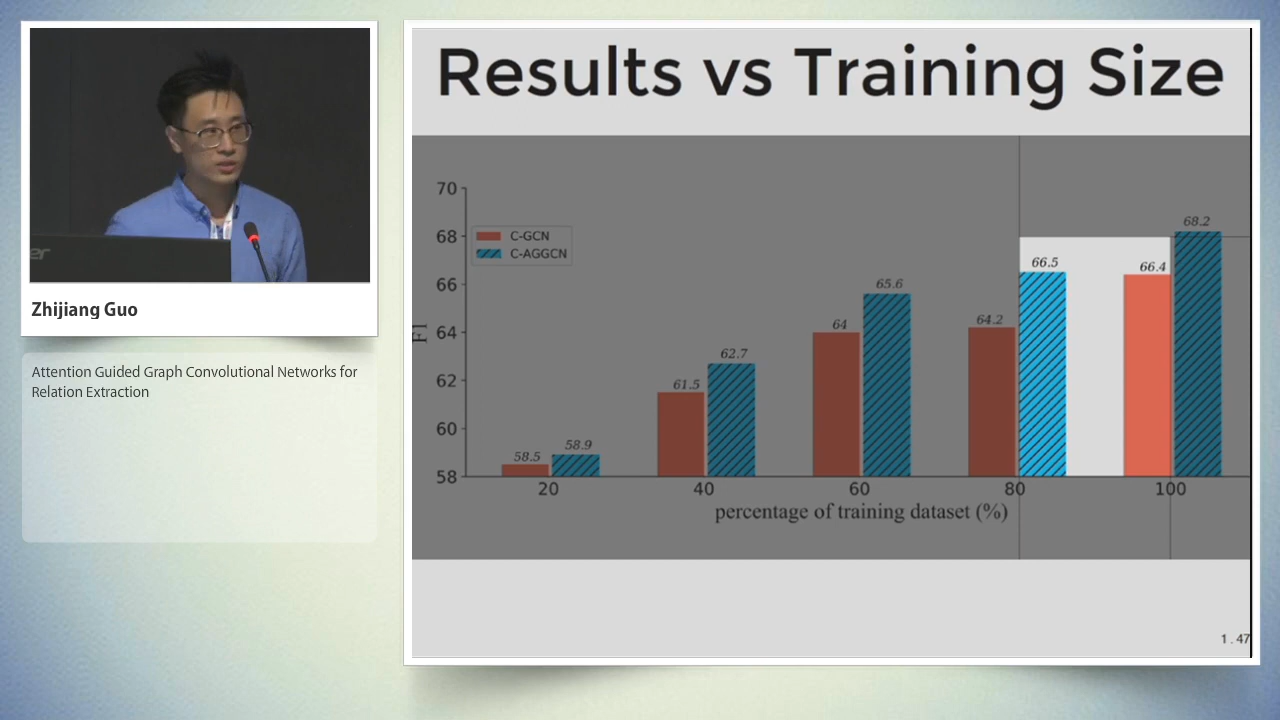 Results vs Training Size
er
Zhijiang Guo
Attention Guided Graph Convolutional Networks for
Relation Extraction
70
68
66
64
62
60
58
F1
C-GCN
C-AGGCN
58.5
58.9
61.5
62.7
64
65.6
64.2
66.5
66.4
68.2
20 40 60 80 100
percentage of training dataset (%)
1.47